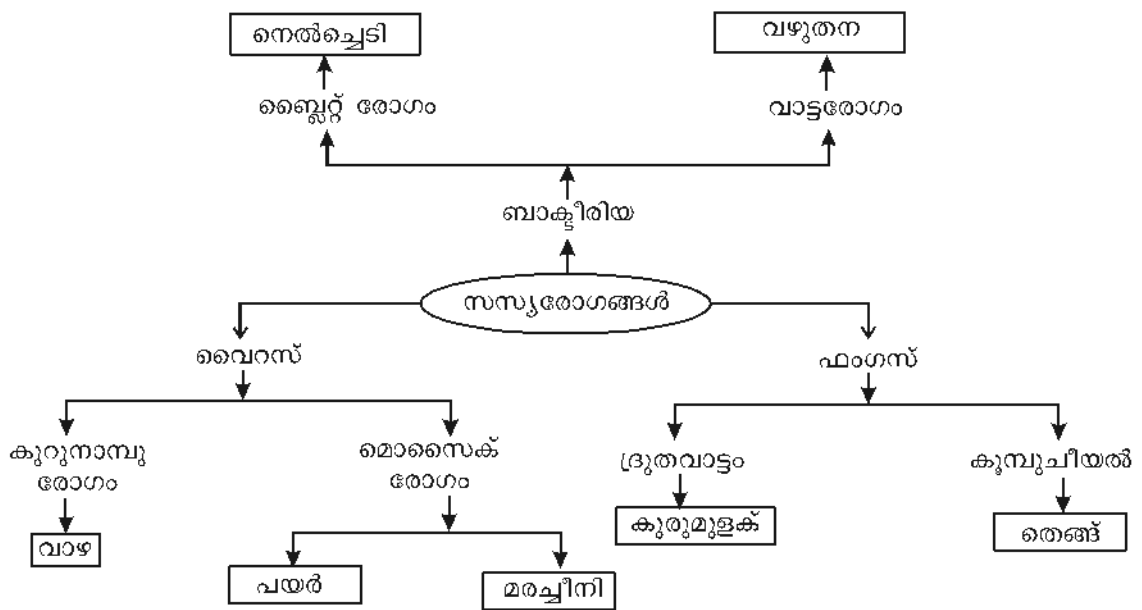 നെൽച്ചെടി
വഴുതന
ബ്ലൈറ്റ് രോഗം
വാട്ടരോഗം
ബാക്ടീരിയ
സസ്യരോഗങ്ങൾ
വൈറസ്
ഫംഗസ്
കുറുനാമ്പു
രോഗം
മൊസൈക്
രോഗം
ദ്രുതവാട്ടം
കൂമ്പുചീയൽ
വാഴ
പയർ
മരച്ചീനി
കുരുമുളക്
തെങ്ങ്